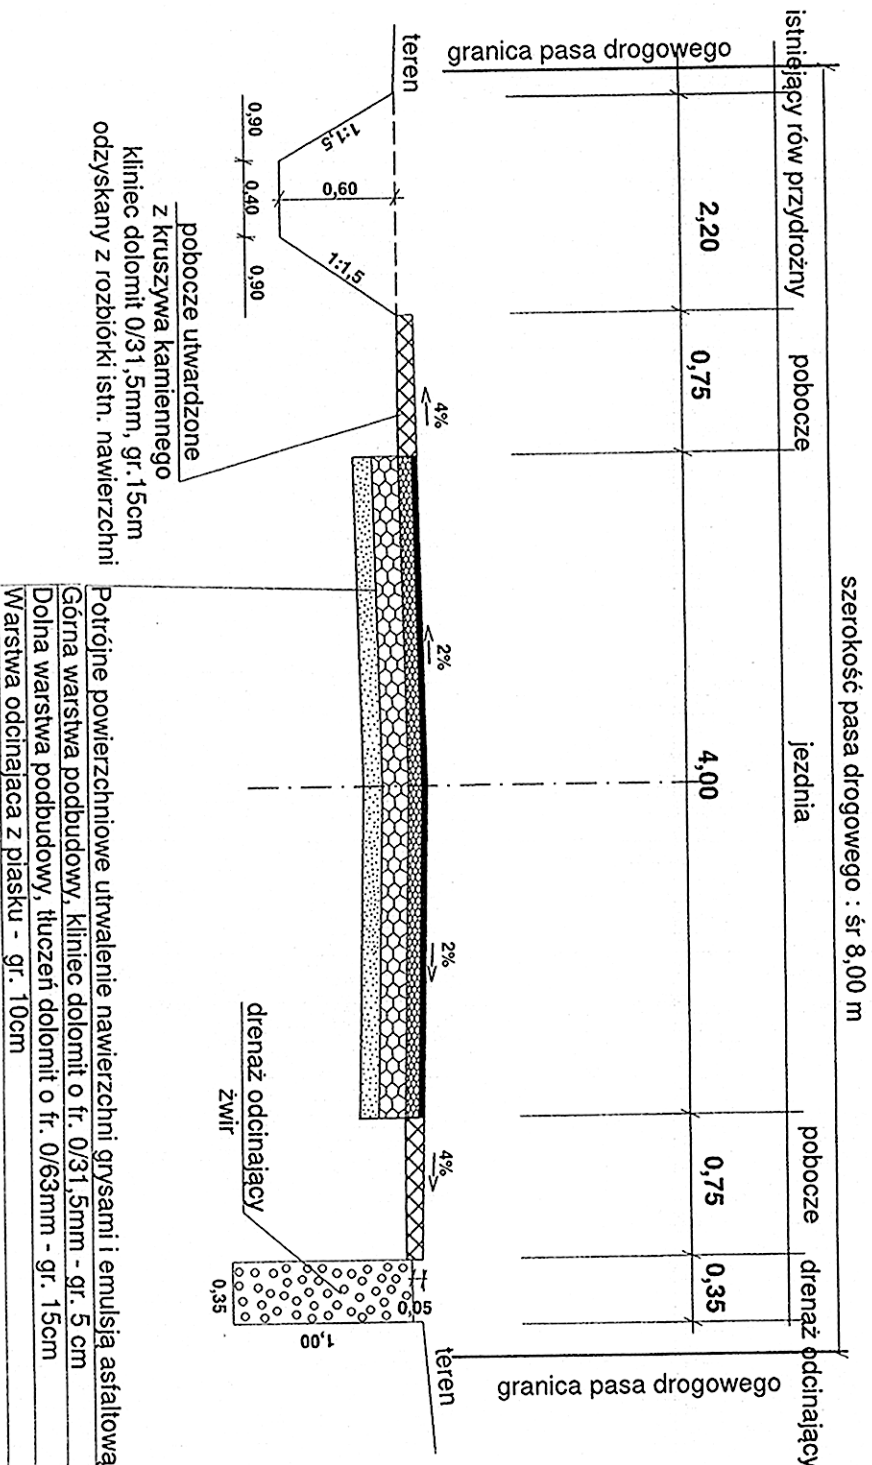 szerokość pasa drogowego : śr 8,00 m
istniejący rów przydrożny
pobocze
jezdnia
pobocze
drenaż odcinający
granica pasa drogowego
2,20
0,75
4,00
0,75
0,35
granica pasa drogowego
teren
4%
2%
2%
4%
teren
1:1,5
0,60
1:1,5
0,05
0,90
0,40
0,90
drenaż odcinający
żwir
0,35
1,00
pobocze utwardzone
z kruszywa kamiennego
kliniec dolomit 0/31,5mm, gr.15cm
odzyskany z rozbiórki istn. nawierzchni
Potrójne powierzchniowe utrwalenie nawierzchni grysami i emulsją asfaltową
Górna warstwa podbudowy, kliniec dolomit o fr. 0/31,5mm - gr. 5 cm
Dolna warstwa podbudowy, tłuczeń dolomit o fr. 0/63mm - gr. 15cm
Warstwa odcinajaca z piasku - gr. 10cm